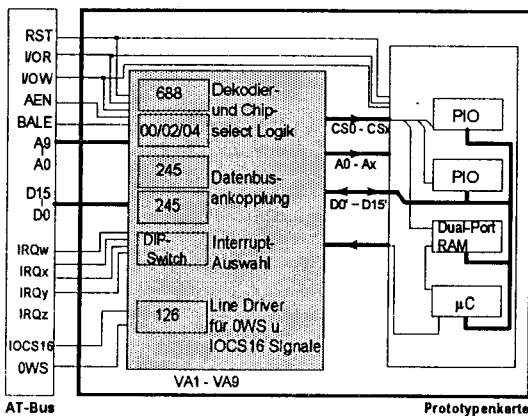 RST
I/OR
I/OW
AEN
BALE
A9
A0
D15
D0
IRQw
IRQx
IRQy
IRQz
IOCS16
0WS
AT-Bus
688
00/02/04
Dekodier-
und Chip-
select Logik
245
245
Datenbus-
ankopplung
DIP-
Switch
Interrupt-
Auswahl
126
Line Driver
für 0WS u.
IOCS16 Signale
VA1 - VA9
CS0 - CSx
A0 - Ax
D0' – D15'
PIO
PIO
Dual-Port
RAM
µC
Prototypenkarte